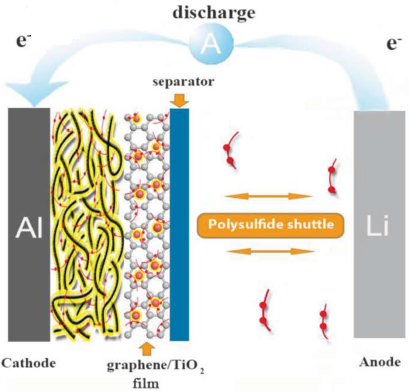 discharge
e⁻
A
e⁻
separator
Al
Polysulfide shuttle
Li
Cathode
graphene/TiO₂
film
Anode